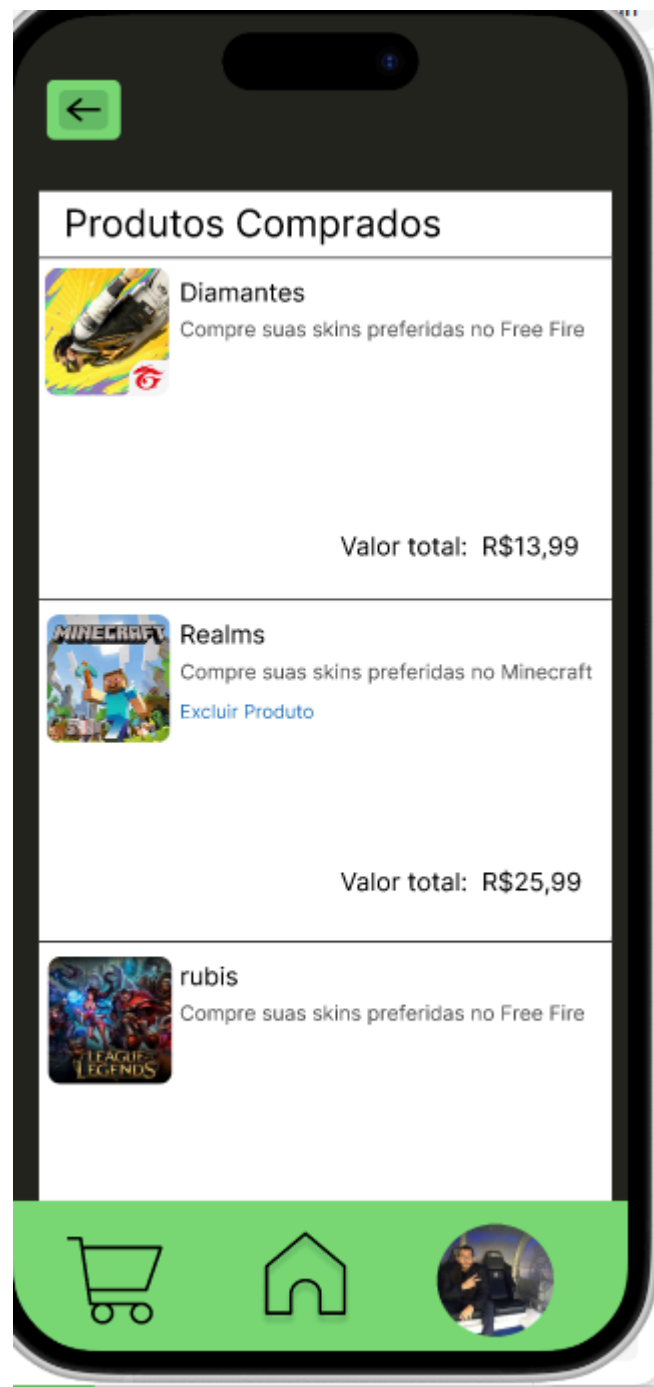 Produtos Comprados
Diamantes
Compre suas skins preferidas no Free Fire
Valor total: R$13,99
MINECRAFT
Realms
Compre suas skins preferidas no Minecraft
Excluir Produto
Valor total: R$25,99
rubis
Compre suas skins preferidas no Free Fire
LEAGUE
LEGENDS